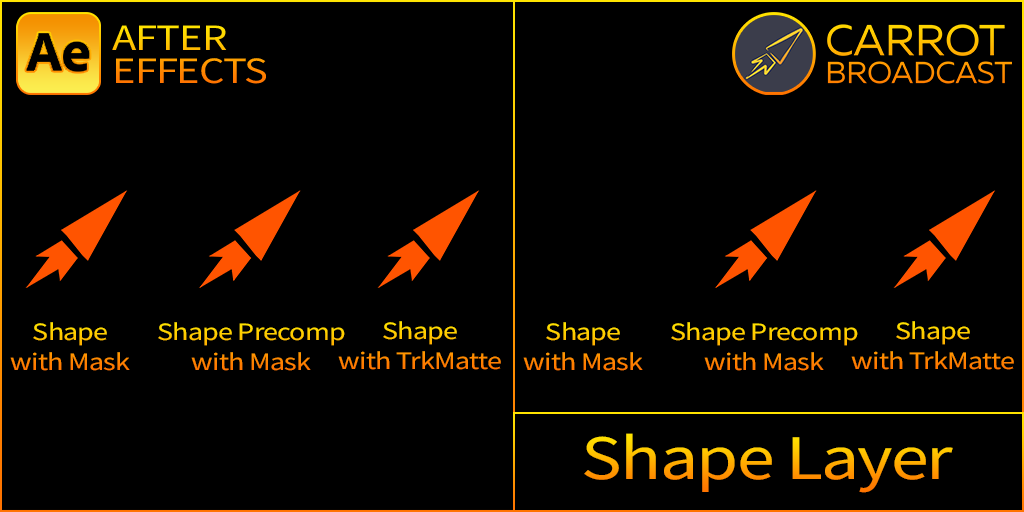 Ae
AFTER
EFFECTS
CARROT
BROADCAST
Shape
with Mask
Shape Precomp
with Mask
Shape
with TrkMatte
Shape
with Mask
Shape Precomp
with Mask
Shape
with TrkMatte
Shape Layer